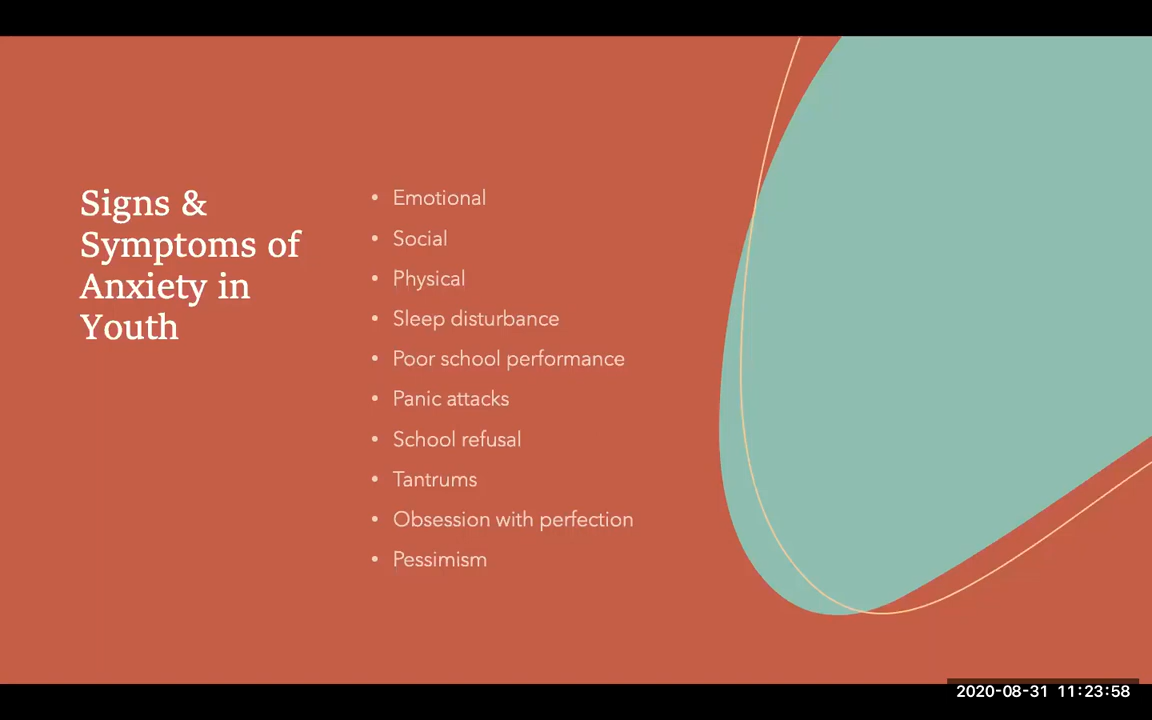 Signs &
Symptoms of
Anxiety in
Youth
• Emotional
• Social
• Physical
• Sleep disturbance
• Poor school performance
• Panic attacks
• School refusal
• Tantrums
• Obsession with perfection
• Pessimism
2020-08-31 11:23:58